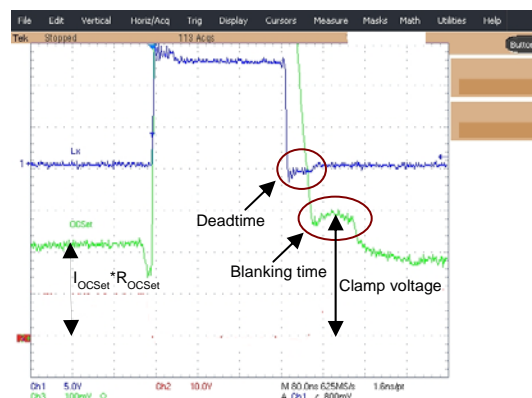 File Edit Vertical Horiz/Acq Trig Display Cursors Measure Masks Math Utilities Help
Tek Stopped 113 Acqs Button
Lx
1
Deadtime
OCSet
Blanking time
IOCSet*ROCSet
Clamp voltage
Ch1 5.0V Ch2 10.0V M 80.0ns 625MS/s 1.6ns/pt
Ch3 100mV A Ch1 800mV